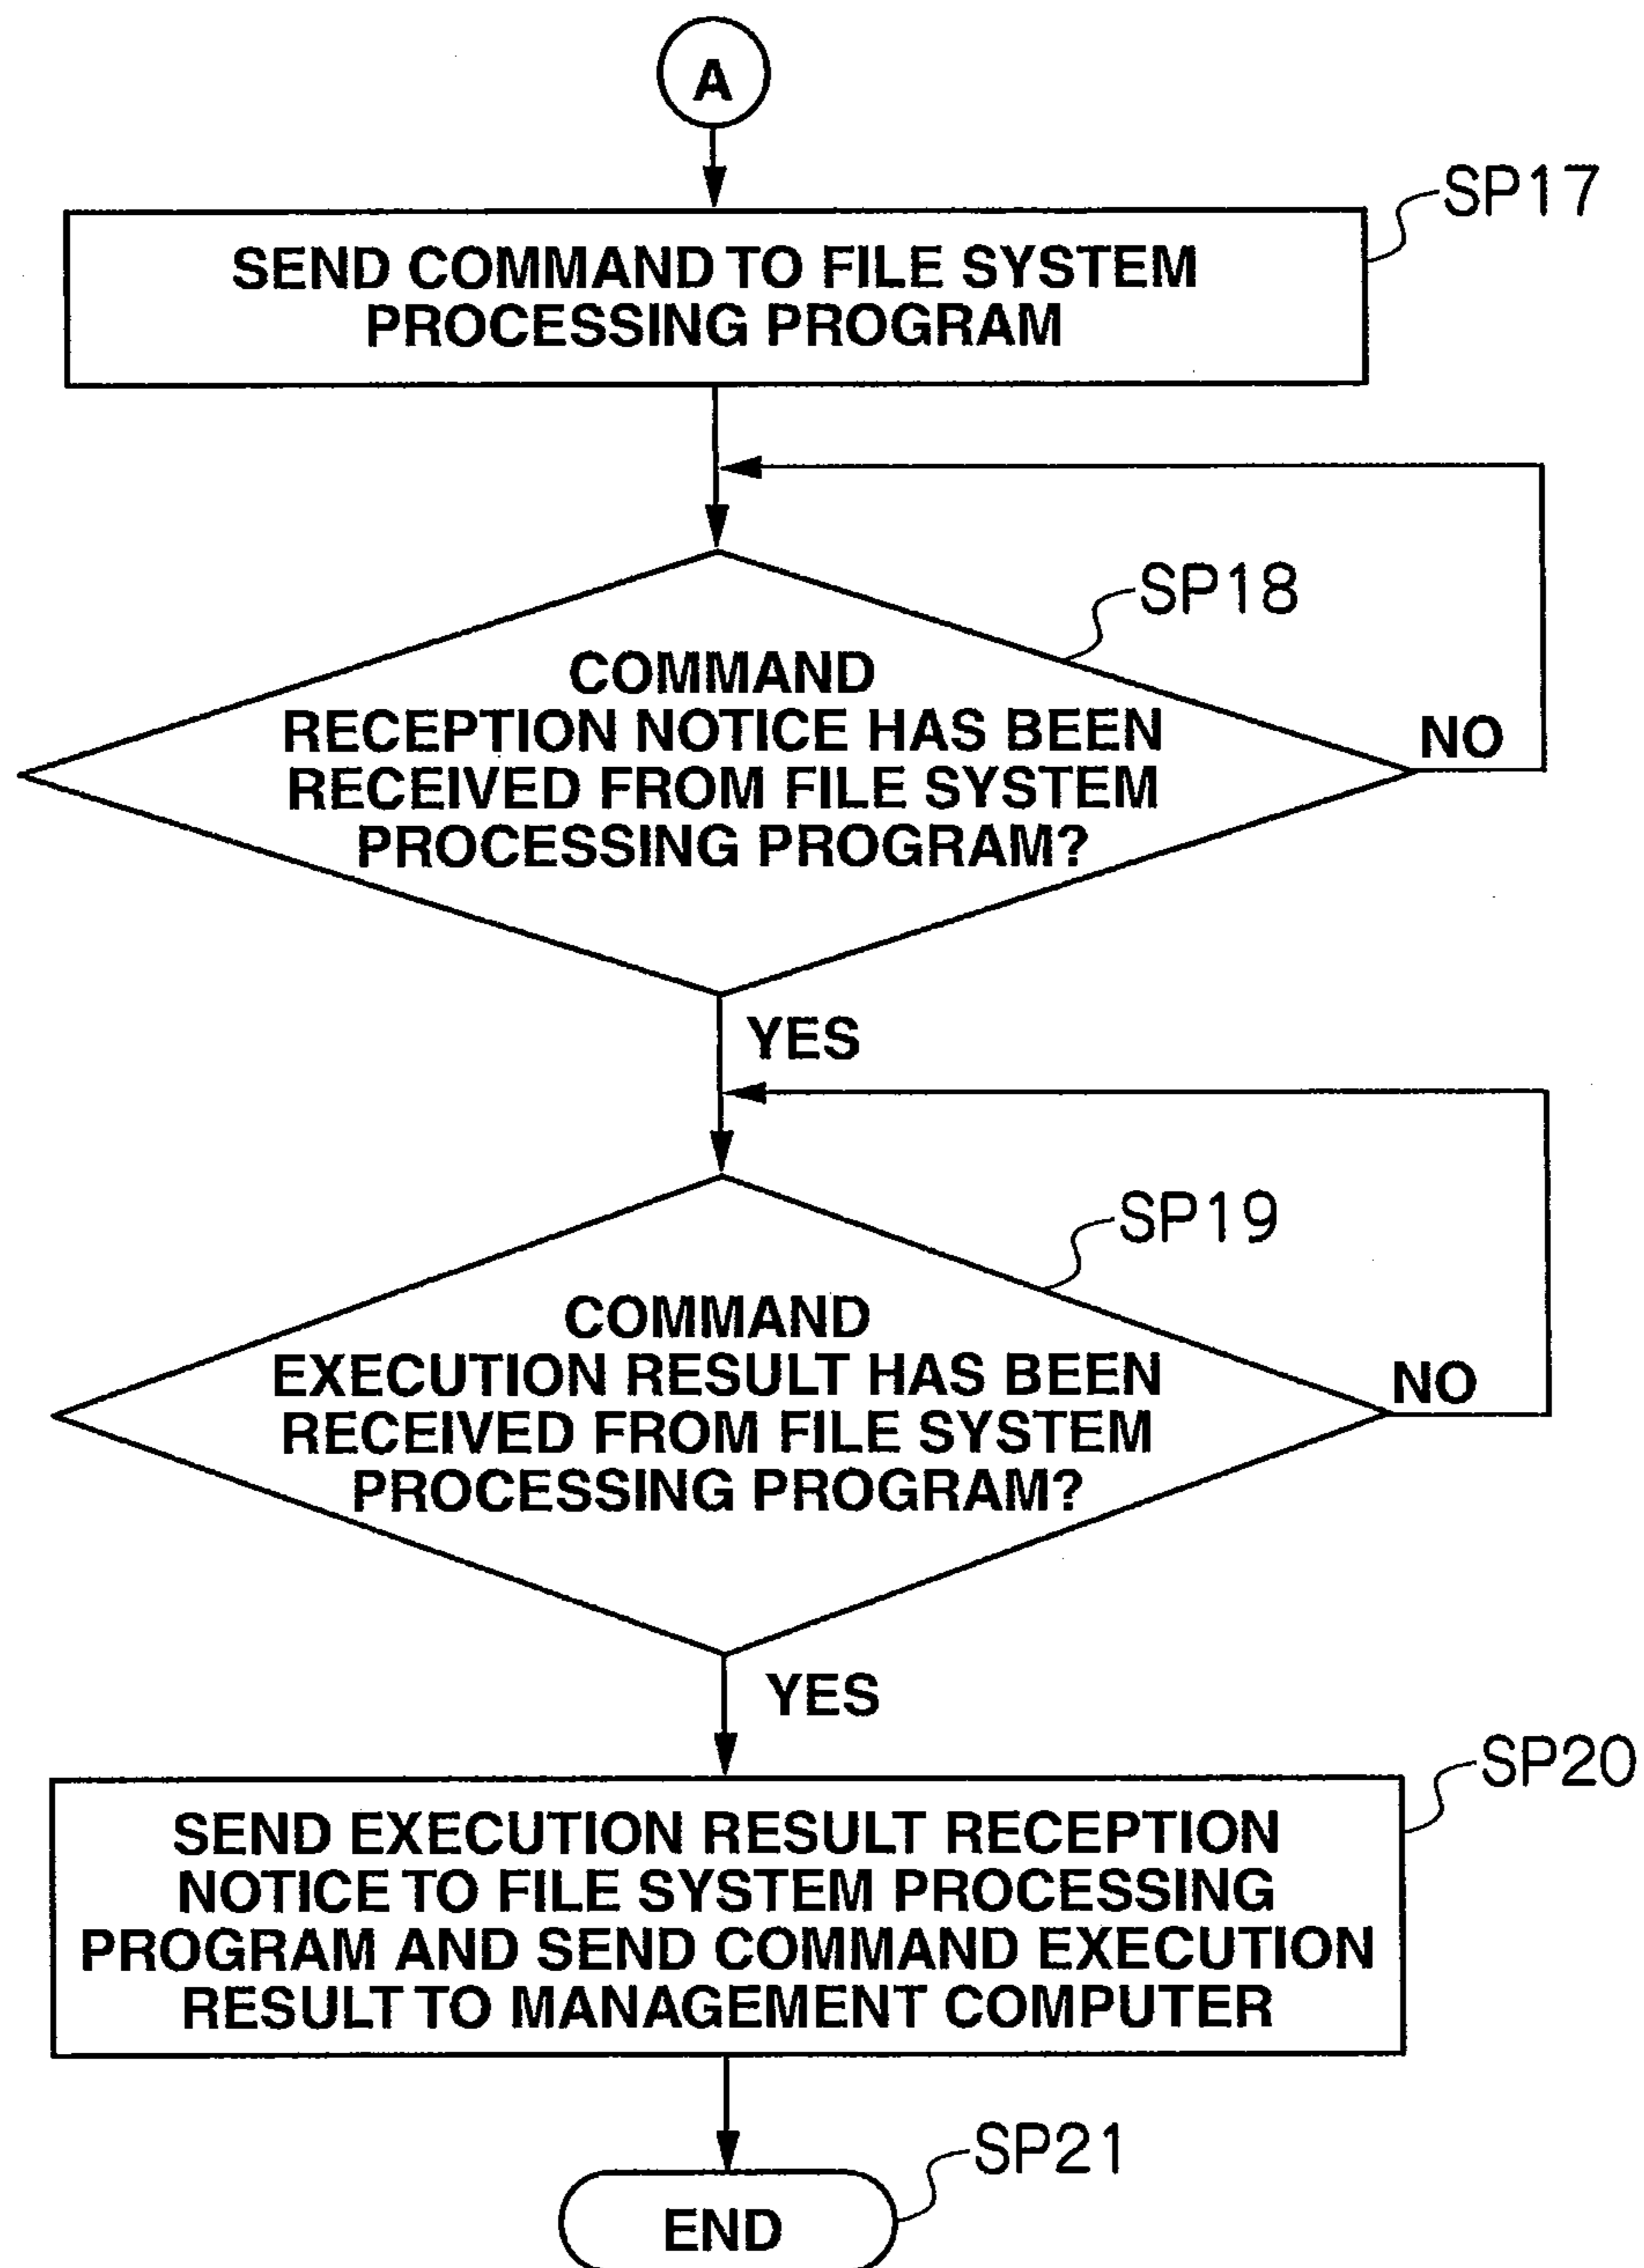 A
SP17
SEND COMMAND TO FILE SYSTEM
PROCESSING PROGRAM
SP18
COMMAND
RECEPTION NOTICE HAS BEEN
RECEIVED FROM FILE SYSTEM
PROCESSING PROGRAM?
NO
YES
SP19
COMMAND
EXECUTION RESULT HAS BEEN
RECEIVED FROM FILE SYSTEM
PROCESSING PROGRAM?
NO
YES
SP20
SEND EXECUTION RESULT RECEPTION
NOTICE TO FILE SYSTEM PROCESSING
PROGRAM AND SEND COMMAND EXECUTION
RESULT TO MANAGEMENT COMPUTER
SP21
END